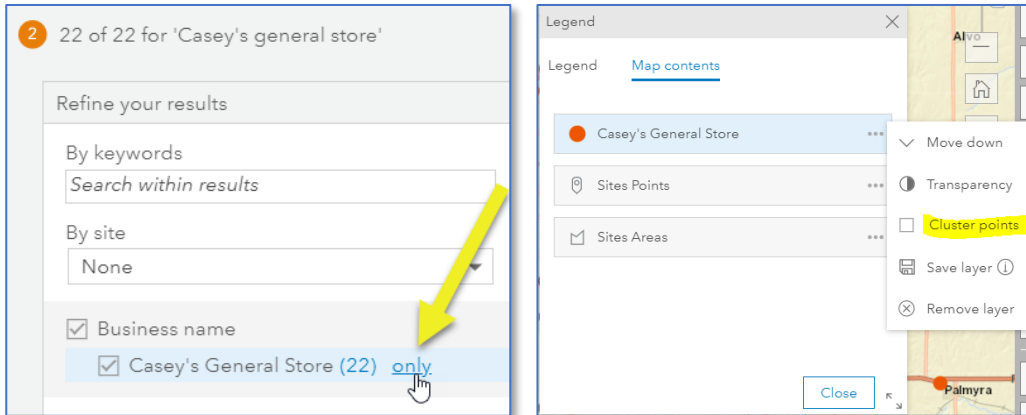 2 22 of 22 for 'Casey's general store'
Refine your results
By keywords
Search within results
By site
None
Business name
Casey's General Store (22) only
Legend
Legend Map contents
Casey's General Store
Sites Points
Sites Areas
Close
Alvo
Move down
Transparency
Cluster points
Save layer
Remove layer
Palmyra